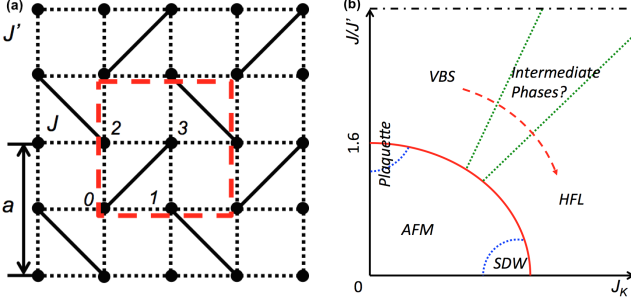 (a)
J'
J
2
3
a
0
1
(b)
J/J'
VBS
Intermediate
Phases?
1.6
Plaquette
HFL
AFM
SDW
0
J_K